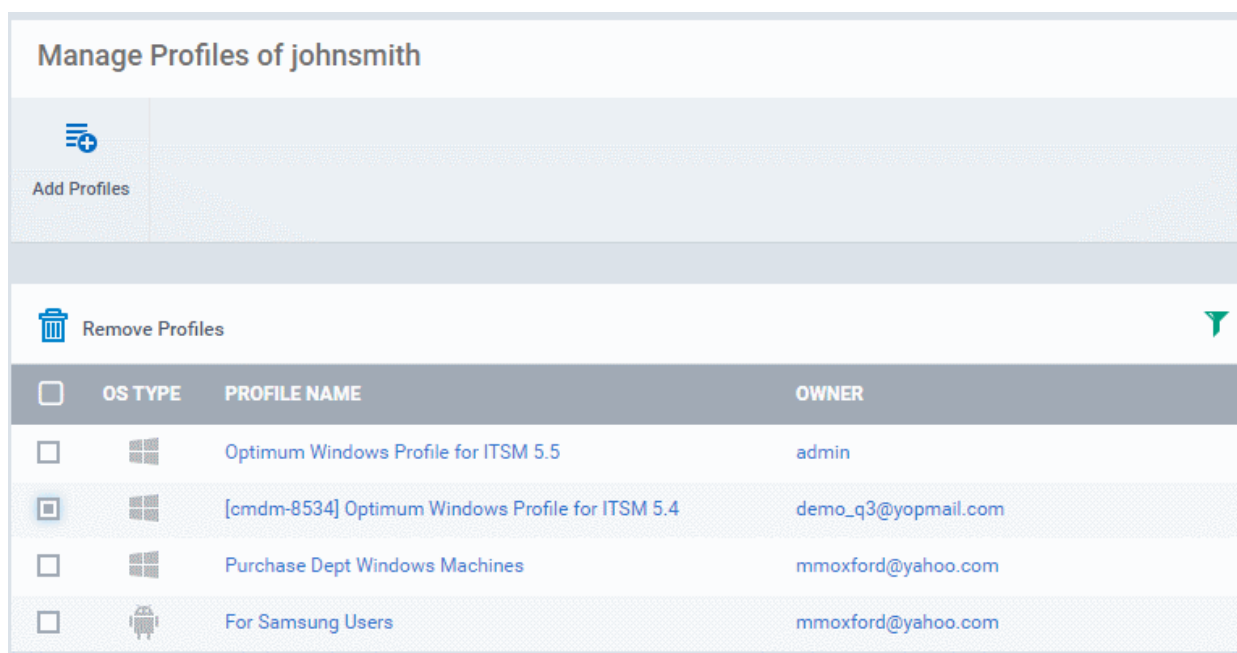 Manage Profiles of johnsmith
Add Profiles
Remove Profiles
OS TYPE PROFILE NAME OWNER
Optimum Windows Profile for ITSM 5.5 admin
[cmdm-8534] Optimum Windows Profile for ITSM 5.4 demo_q3@yopmail.com
Purchase Dept Windows Machines mmoxford@yahoo.com
For Samsung Users mmoxford@yahoo.com